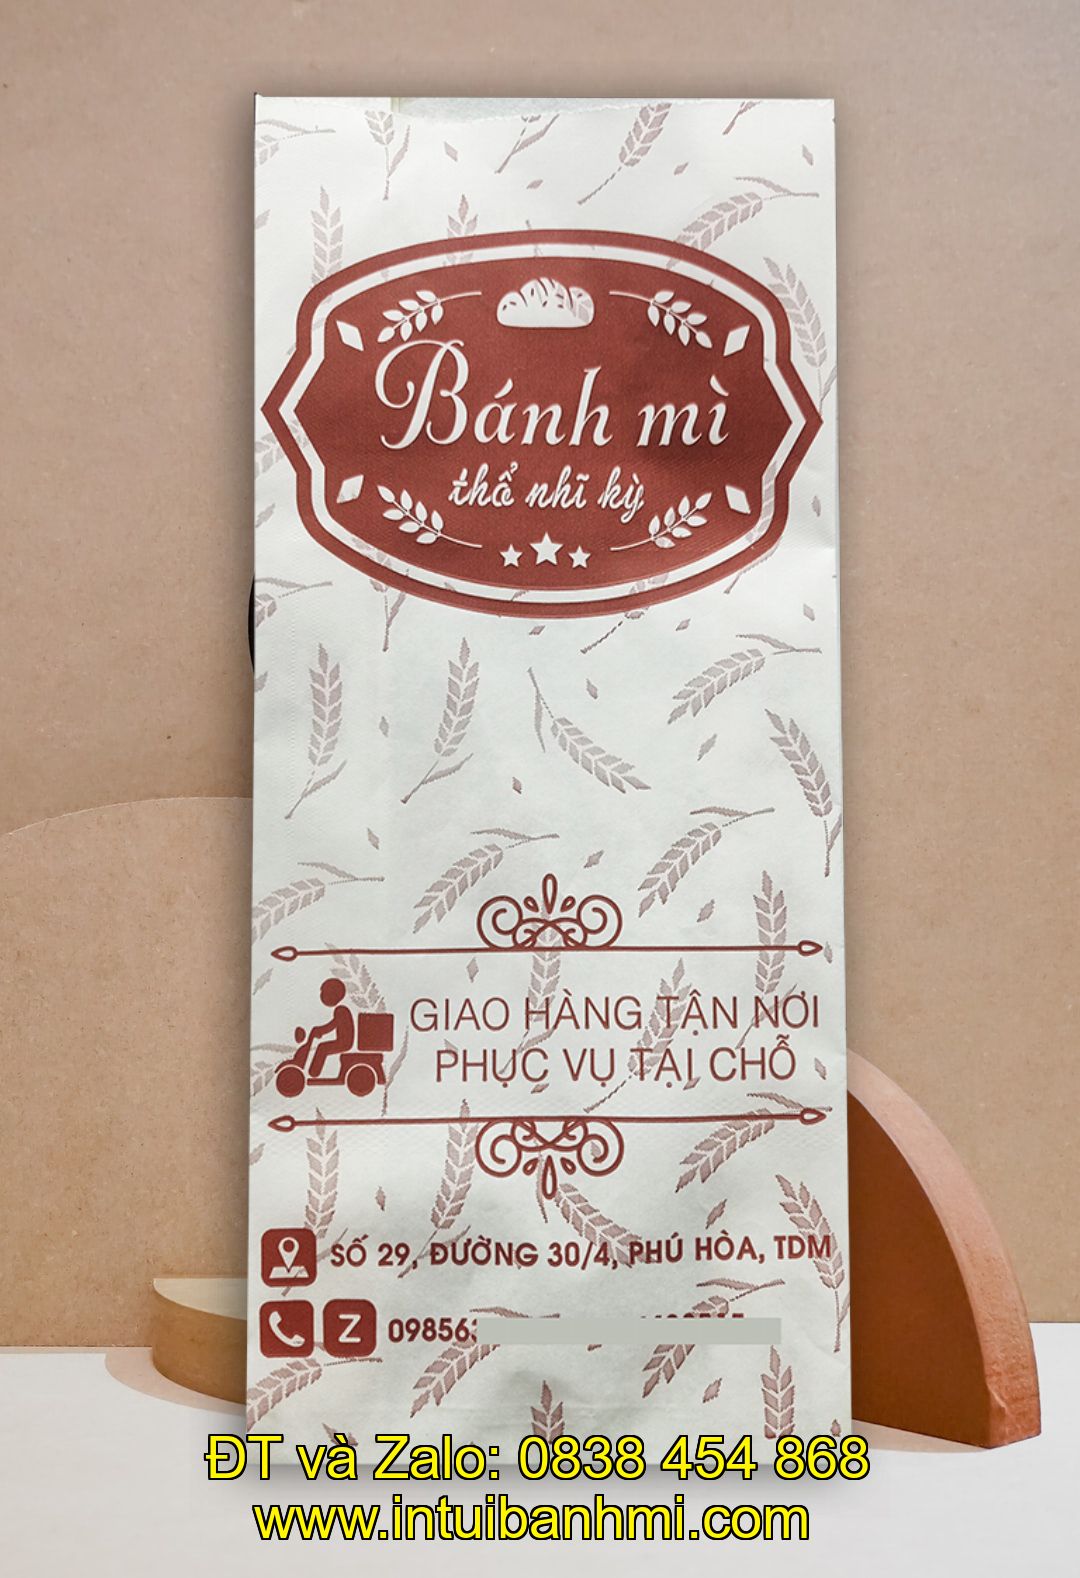 Bánh mì
thổ nhĩ kỳ
GIAO HÀNG TẬN NƠI
PHỤC VỤ TẠI CHỖ
SỐ 29, ĐƯỜNG 30/4, PHÚ HÒA, TDM
Z
ĐT và Zalo: 0838 454 868
www.intuibanhmi.com